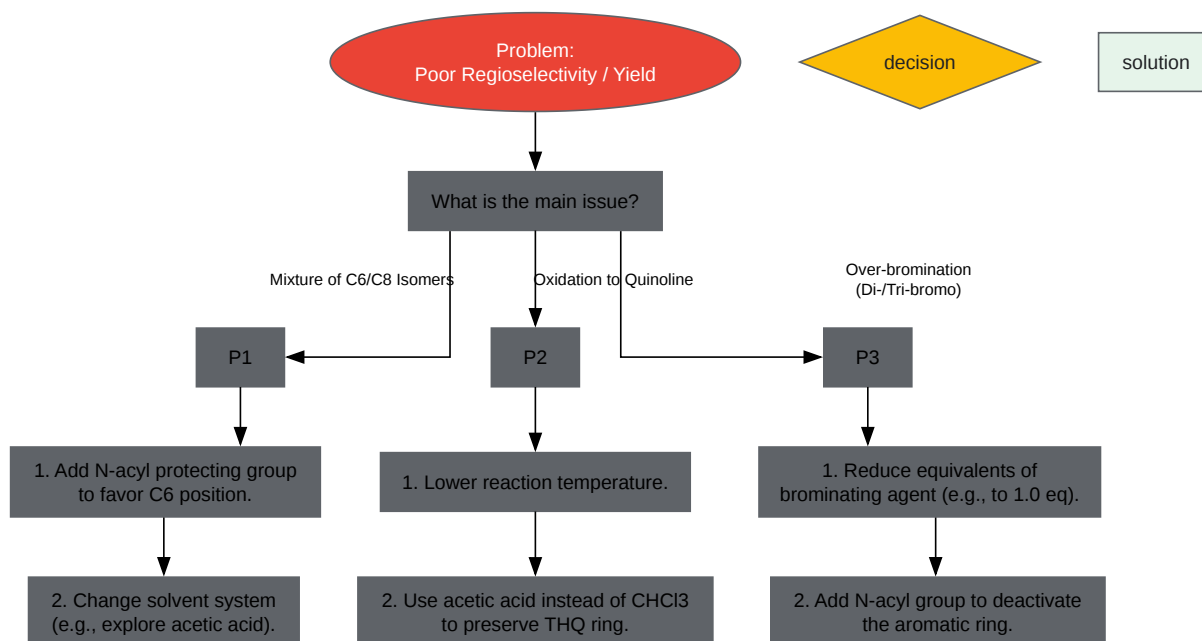 Problem:
Poor Regioselectivity / Yield
decision
solution
What is the main issue?
Mixture of C6/C8 Isomers
Oxidation to Quinoline
Over-bromination
(Di-/Tri-bromo)
P1
P2
P3
1. Add N-acyl protecting group
to favor C6 position.
1. Lower reaction temperature.
1. Reduce equivalents of
brominating agent (e.g., to 1.0 eq).
2. Change solvent system
(e.g., explore acetic acid).
2. Use acetic acid instead of CHCl3
to preserve THQ ring.
2. Add N-acyl group to deactivate
the aromatic ring.